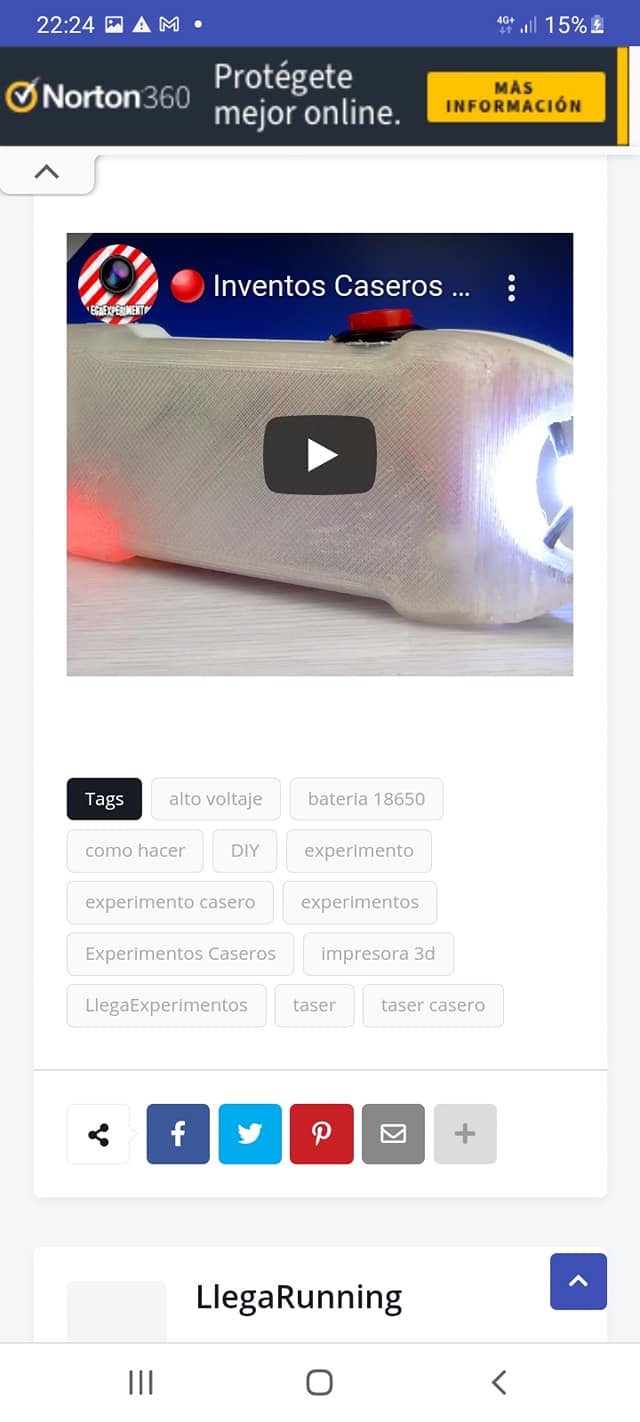 22:24
4G+ 15%
Norton360 Protégete mejor online. MÁS INFORMACIÓN
Inventos Caseros ...
Tags alto voltaje bateria 18650
como hacer DIY experimento
experimento casero experimentos
Experimentos Caseros impresora 3d
LlegaExperimentos taser taser casero
LlegaRunning